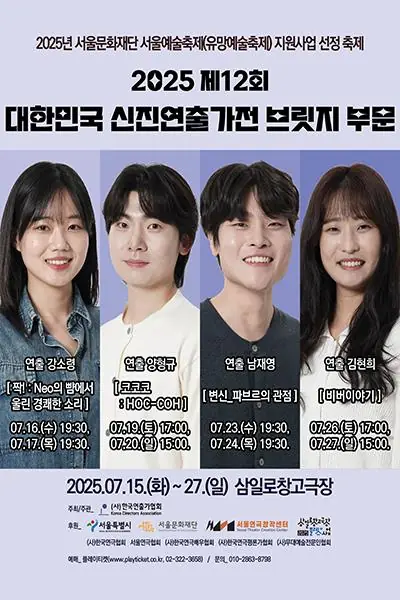 2025년 서울문화재단 서울예술축제(유망예술축제) 지원사업 선정 축제
2025 제12회
대한민국 신진연출가전 브릿지 부문
연출 강소령
[ 짝! : Neo의 뺨에서
울린 경쾌한 소리 ]
07.16.(수) 19:30,
07.17.(목) 19:30.
연출 양형규
[ 코코코
: HOC-COH ]
07.19.(토) 17:00,
07.20.(일) 15:00.
연출 남재영
[ 변신_파브르의 관점 ]
07.23.(수) 19:30,
07.24.(목) 19:30.
연출 김현희
[ 비버이야기 ]
07.26.(토) 17:00,
07.27.(일) 15:00.
2025.07.15.(화) ~ 27.(일) 삼일로창고극장
주최/주관_ (사)한국연출가협회
Korea Directors Association
후원_ 서울특별시 서울문화재단 서울연극창작센터
Seoul Theater Creation Center
(사)한국연극협회 서울연극협회 (사)한국연극배우협회 (사)한국연극평론가협회 (사)무대예술전문인협회
예매_ 플레이티켓(www.playticket.co.kr, 02-322-3658) / 문의_ 010-2863-8798